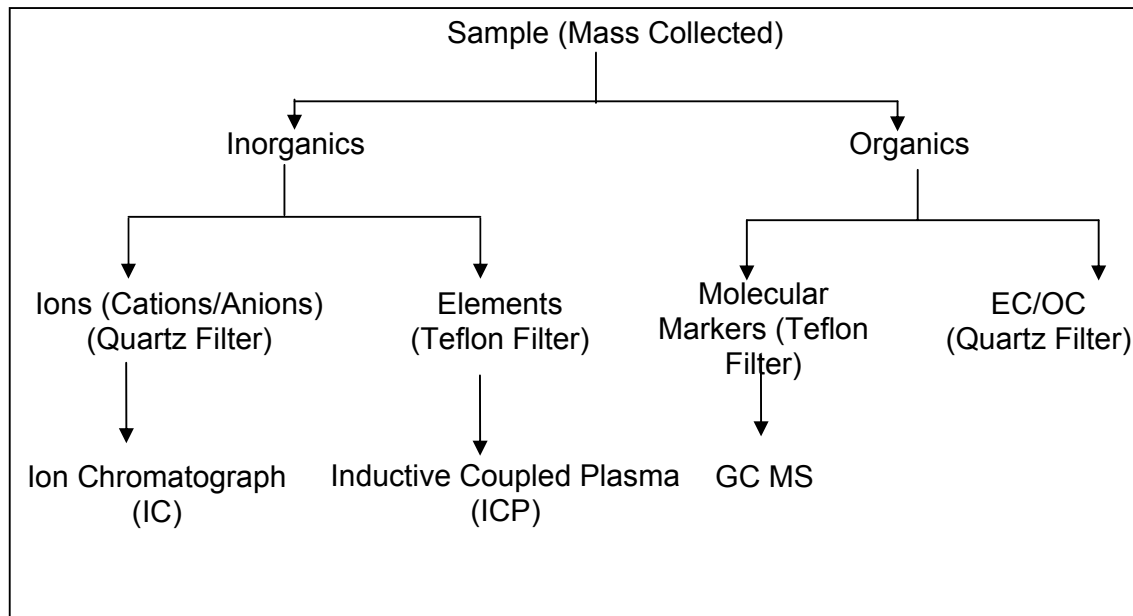 Sample (Mass Collected)
Inorganics
Organics
Ions (Cations/Anions)
(Quartz Filter)
Elements
(Teflon Filter)
Molecular
Markers (Teflon
Filter)
EC/OC
(Quartz Filter)
Ion Chromatograph
(IC)
Inductive Coupled Plasma
(ICP)
GC MS